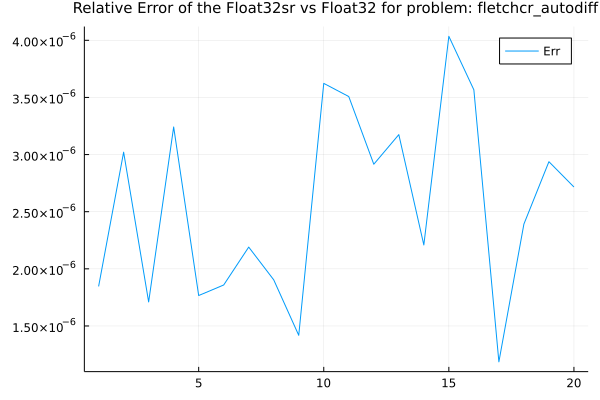 Relative Error of the Float32sr vs Float32 for problem: fletchcr_autodiff
Err
4.00×10⁻⁶
3.50×10⁻⁶
3.00×10⁻⁶
2.50×10⁻⁶
2.00×10⁻⁶
1.50×10⁻⁶
5 10 15 20